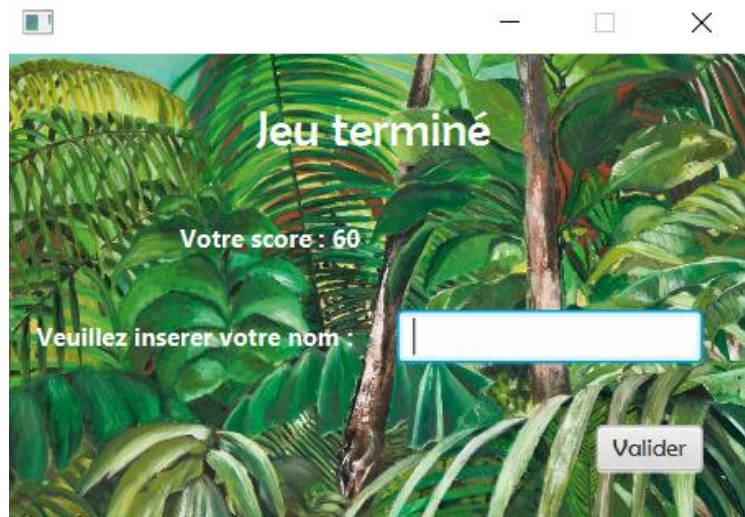 Jeu terminé
Votre score : 60
Veuillez inserer votre nom :
Valider